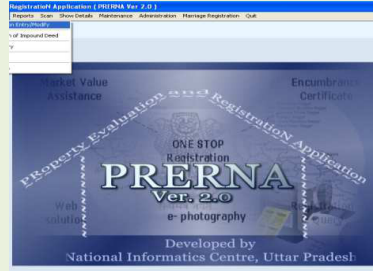 RegistratioN Application ( PRERNA Ver 2.0 )
Reports Scan Show Details Maintenance Administration Marriage Registration Quit
Entry/Modify
of Impound Deed
Market Value
Assistance
Encumbrance
Certificate
PRoperty Evaluation and RegistratioN Application
ONE STOP
Registration
PRERNA
Ver. 2.0
Web
solution
e- photography
Developed by
National Informatics Centre, Uttar Pradesh